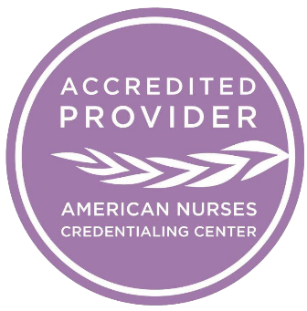 ACCREDITED
PROVIDER
AMERICAN NURSES
CREDENTIALING CENTER